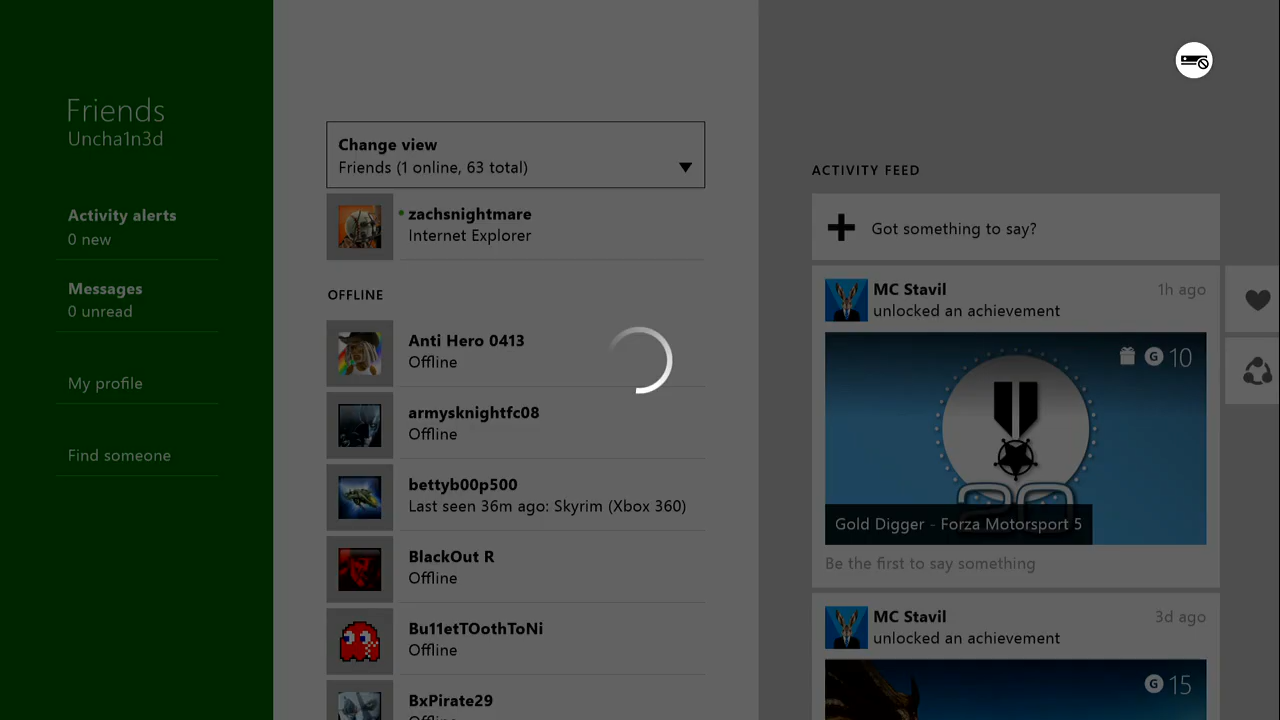 Friends
Uncha1n3d
Activity alerts
0 new
Messages
0 unread
My profile
Find someone
Change view
Friends (1 online, 63 total)
zachsnightmare
Internet Explorer
OFFLINE
Anti Hero 0413
Offline
armysknightfc08
Offline
bettyb00p500
Last seen 36m ago: Skyrim (Xbox 360)
BlackOut R
Offline
Bu11etTOothToNi
Offline
BxPirate29
Offline
ACTIVITY FEED
Got something to say?
MC Stavil
1h ago
unlocked an achievement
G 10
Gold Digger - Forza Motorsport 5
Be the first to say something
MC Stavil
3d ago
unlocked an achievement
G 15